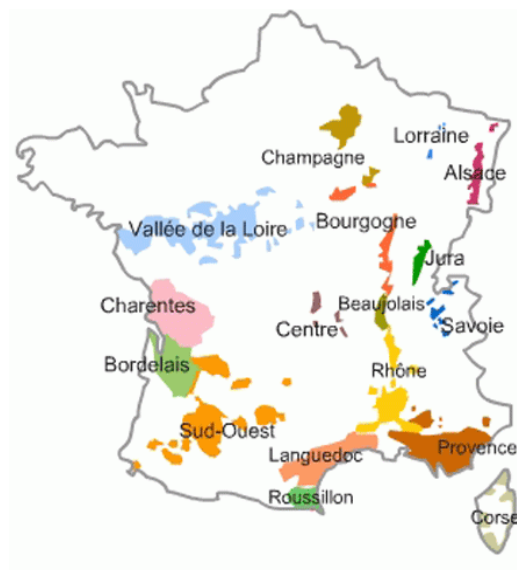 Lorraine
Champagne
Alsace
Bourgogne
Vallée de la Loire
Jura
Charentes
Beaujolais
Centre
Savoie
Bordelais
Rhône
Sud-Ouest
Provence
Languedoc
Roussillon
Corse